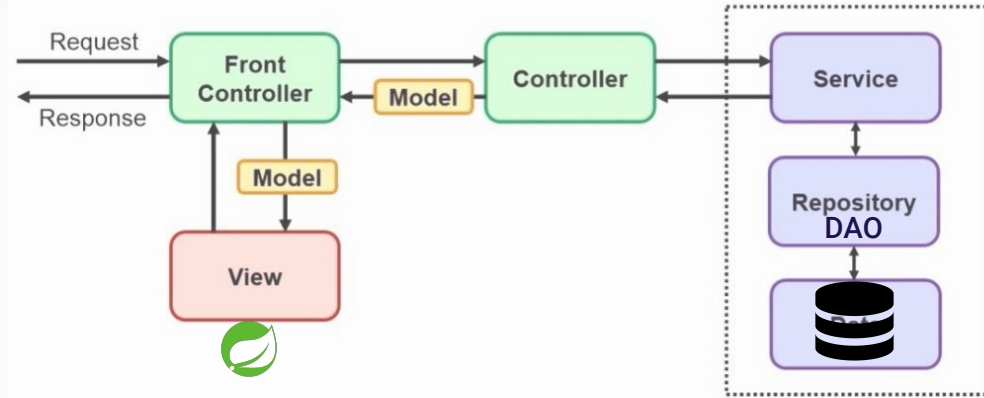 Request
Response
Front
Controller
Model
Controller
Model
View
Service
Repository
DAO